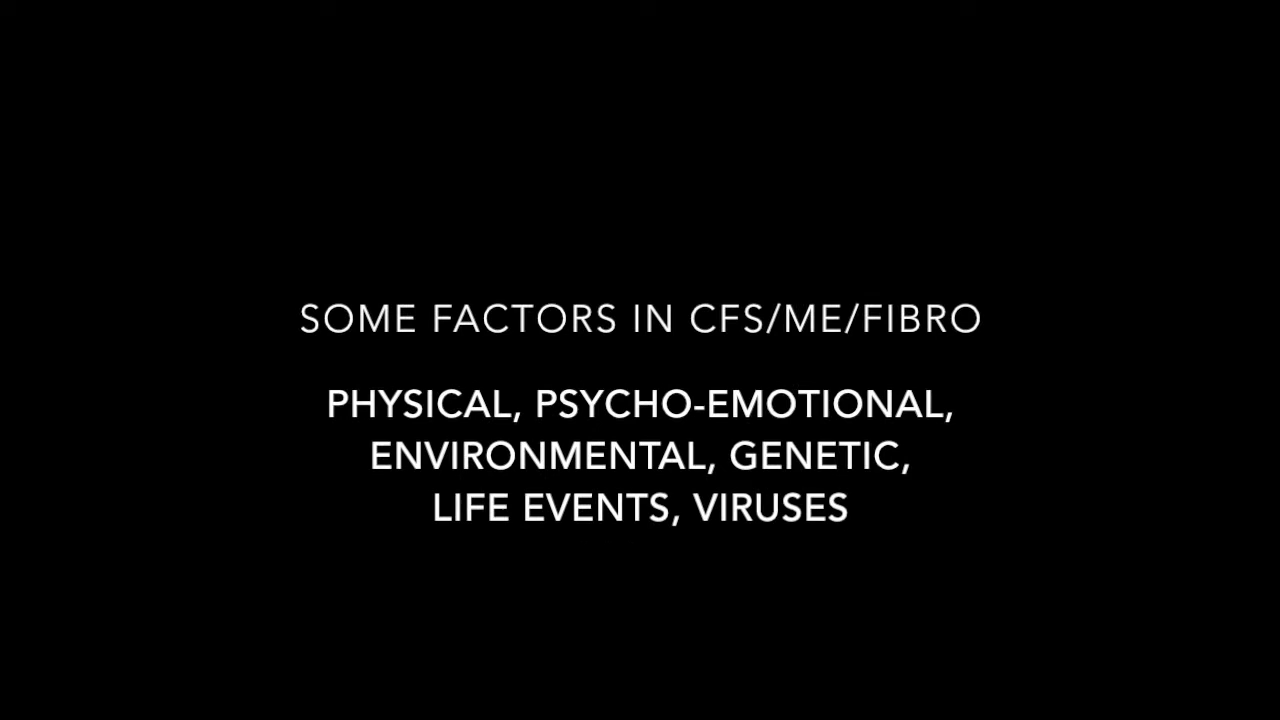 SOME FACTORS IN CFS/ME/FIBRO
PHYSICAL, PSYCHO-EMOTIONAL,
ENVIRONMENTAL, GENETIC,
LIFE EVENTS, VIRUSES